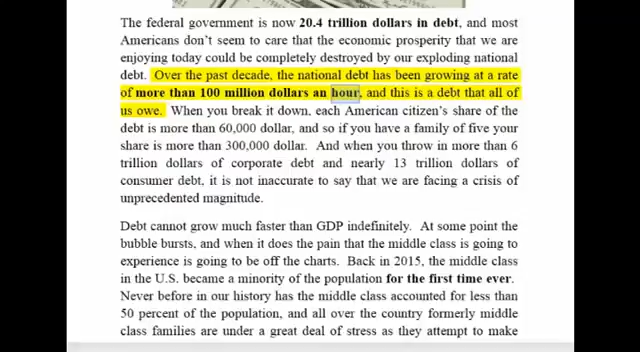 The federal government is now 20.4 trillion dollars in debt, and most
Americans don't seem to care that the economic prosperity that we are
enjoying today could be completely destroyed by our exploding national
debt. Over the past decade, the national debt has been growing at a rate
of more than 100 million dollars an hour, and this is a debt that all of
us owe. When you break it down, each American citizen's share of the
debt is more than 60,000 dollar, and so if you have a family of five your
share is more than 300,000 dollar. And when you throw in more than 6
trillion dollars of corporate debt and nearly 13 trillion dollars of
consumer debt, it is not inaccurate to say that we are facing a crisis of
unprecedented magnitude.
Debt cannot grow much faster than GDP indefinitely. At some point the
bubble bursts, and when it does the pain that the middle class is going to
experience is going to be off the charts. Back in 2015, the middle class
in the U.S. became a minority of the population for the first time ever.
Never before in our history has the middle class accounted for less than
50 percent of the population, and all over the country formerly middle
class families are under a great deal of stress as they attempt to make